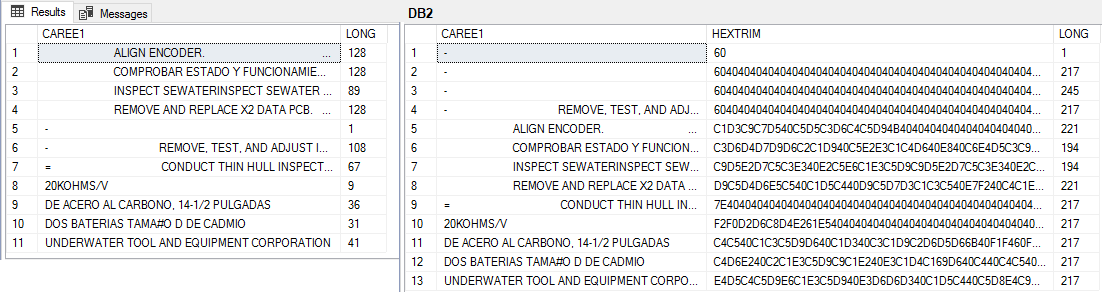 Results Messages
CAREE1 LONG
1 ALIGN ENCODER. ... 128
2 COMPROBAR ESTADO Y FUNCIONAMIE... 128
3 INSPECT SEWATERINSPECT SEWATER ... 89
4 REMOVE AND REPLACE X2 DATA PCB. ... 128
5 - 1
6 - REMOVE, TEST, AND ADJUST I... 108
7 = CONDUCT THIN HULL INSPECT... 67
8 20KOHMS/V 9
9 DE ACERO AL CARBONO, 14-1/2 PULGADAS 36
10 DOS BATERIAS TAMA#O D DE CADMIO 31
11 UNDERWATER TOOL AND EQUIPMENT CORPORATION 41
DB2
CAREE1 HEXTRIM LONG
1 - 60 1
2 - 604040404040404040404040404040404040404040404040404... 217
3 - 604040404040404040404040404040404040404040404040404... 245
4 - REMOVE, TEST, AND ADJ... 604040404040404040404040404040404040404040404040404... 217
5 ALIGN ENCODER. ... C1D3C9C7D540C5D5C3D6C4C5D94B40404040404040404040... 221
6 COMPROBAR ESTADO Y FUNCION... C3D6D4D7D9D6C2C1D940C5E2E3C1C4D640E840C6E4D5C3C9... 194
7 INSPECT SEWATERINSPECT SEW... C9D5E2D7C5C3E340E2C5E6C1E3C5D9C9D5E2D7C5C3E340E2C... 194
8 REMOVE AND REPLACE X2 DATA ... D9C5D4D6E5C540C1D5C440D9C5D7D3C1C3C540E7F240C4C1E... 221
9 = CONDUCT THIN HULL IN... 7E4040404040404040404040404040404040404040404040404... 217
10 20KOHMS/V F2F0D2D6C8D4E261E540404040404040404040404040404040... 217
11 DE ACERO AL CARBONO, 14-1/2 PULGADAS C4C540C1C3C5D9D640C1D340C3C1D9C2D6D5D66B40F1F460F... 217
12 DOS BATERIAS TAMA#O D DE CADMIO C4D6E240C2C1E3C5D9C9C1E240E3C1D4C169D640C440C4C540... 217
13 UNDERWATER TOOL AND EQUIPMENT CORPO... E4D5C4C5D9E6C1E3C5D940E3D6D6D340C1D5C440C5D8E4C9... 217